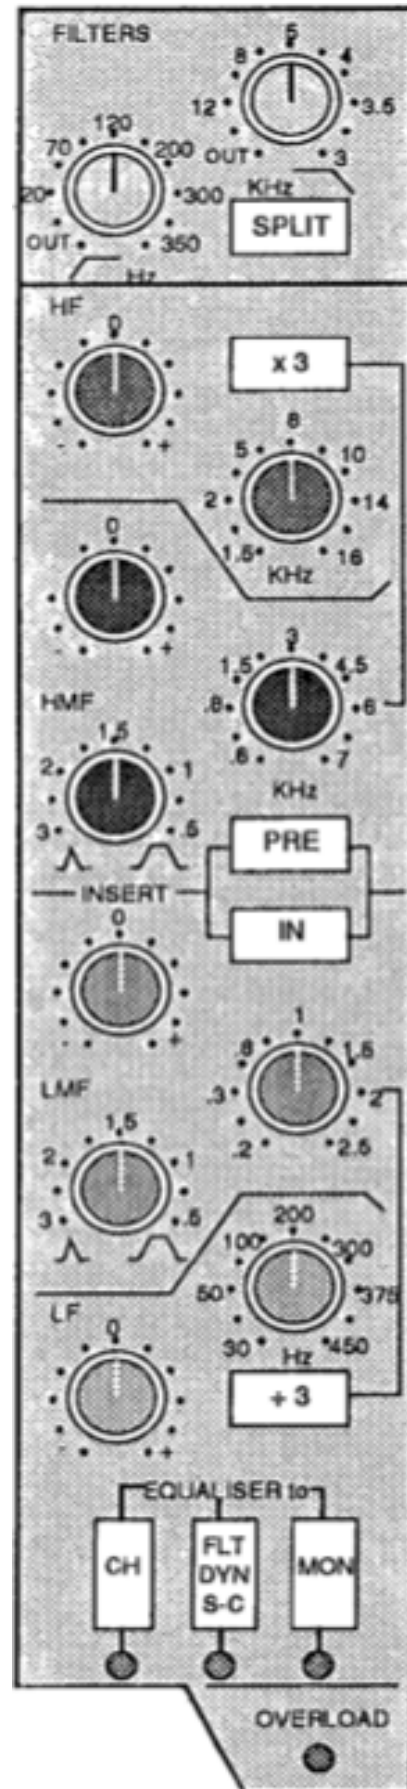 FILTERS
5
8
4
12
3.5
OUT
3
KHz
120
70
200
20
300
OUT
350
Hz
SPLIT
HF
0
- +
x 3
8
5
10
2
14
1.5
16
KHz
0
- +
HMF
3
1.5
4.5
.8
6
.6
7
KHz
1.5
2
1
3
.5
PRE
INSERT
IN
0
- +
1
.8
1.5
.3
2
.2
2.5
LMF
1.5
2
1
3
.5
200
100
300
50
375
30
450
Hz
LF
0
- +
÷ 3
EQUALISER to
CH
FLT
DYN
S-C
MON
OVERLOAD